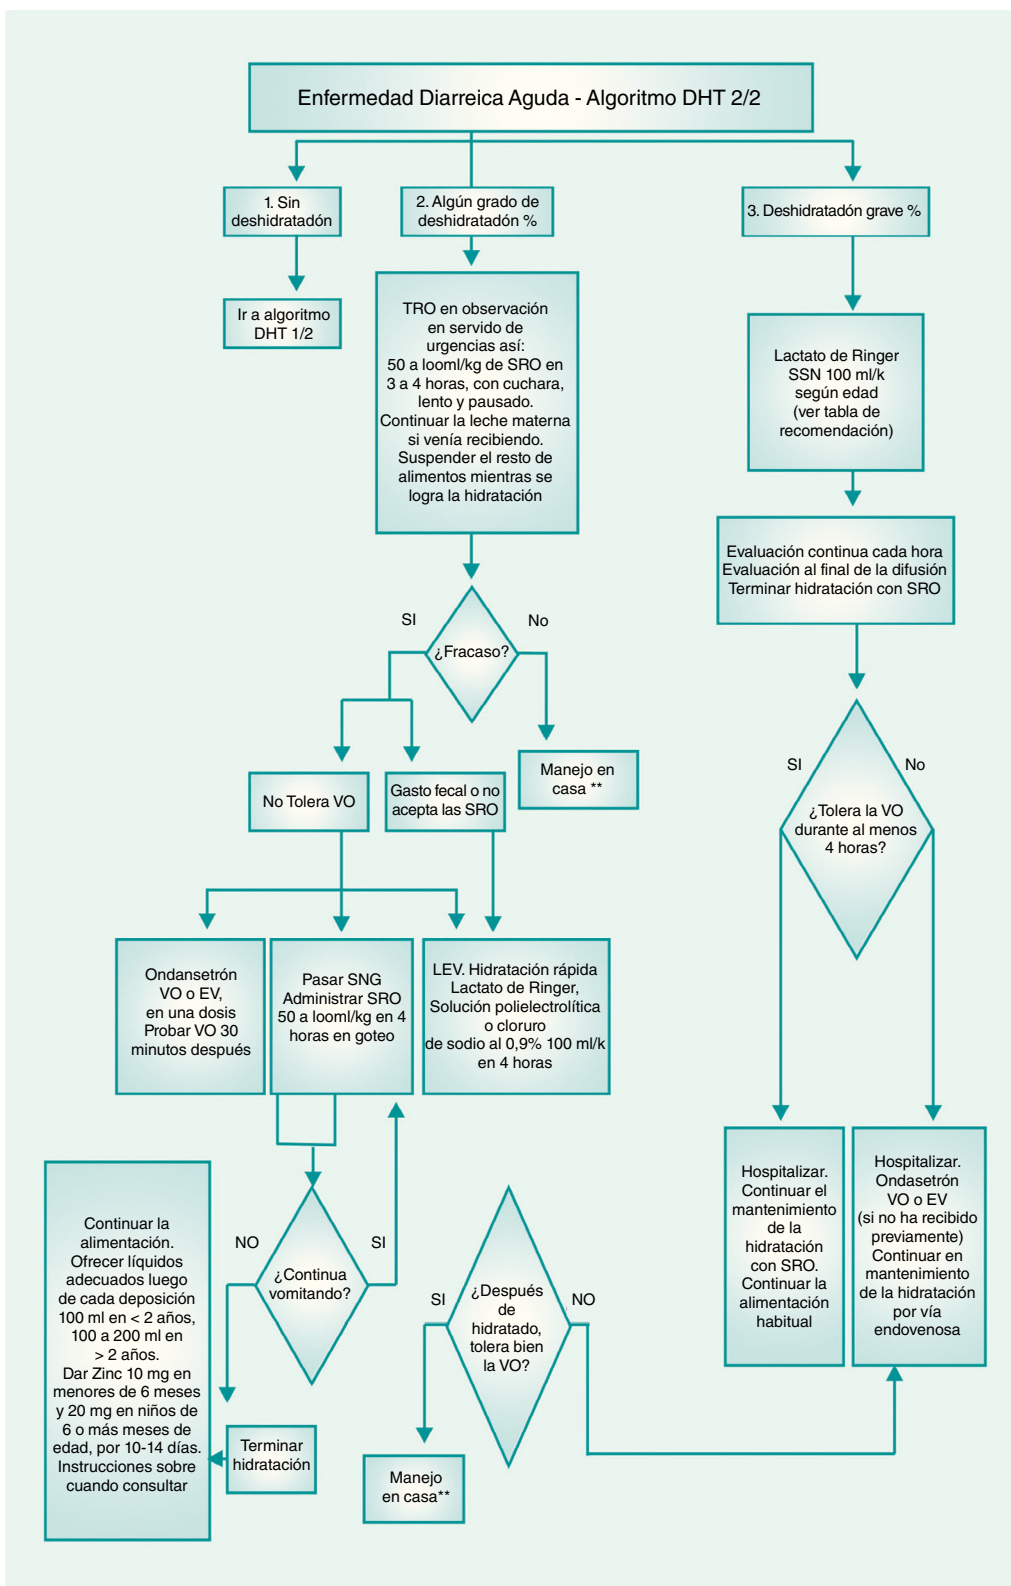 Enfermedad Diarreica Aguda - Algoritmo DHT 2/2
1. Sin
deshidratadón
2. Algún grado de
deshidratadón %
3. Deshidratadón grave %
Ir a algoritmo
DHT 1/2
TRO en observación
en servido de
urgencias así:
50 a looml/kg de SRO en
3 a 4 horas, con cuchara,
lento y pausado.
Continuar la leche materna
si venía recibiendo.
Suspender el resto de
alimentos mientras se
logra la hidratación
Lactato de Ringer
SSN 100 ml/k
según edad
(ver tabla de
recomendación)
Evaluación continua cada hora
Evaluación al final de la difusión
Terminar hidratación con SRO
SI
No
¿Fracaso?
No Tolera VO
Gasto fecal o no
acepta las SRO
Manejo en
casa **
SI
No
¿Tolera la VO
durante al menos
4 horas?
Ondansetrón
VO o EV,
en una dosis
Probar VO 30
minutos después
Pasar SNG
Administrar SRO
50 a looml/kg en 4
horas en goteo
LEV. Hidratación rápida
Lactato de Ringer,
Solución polielectrolítica
o cloruro
de sodio al 0,9% 100 ml/k
en 4 horas
Continuar la
alimentación.
Ofrecer líquidos
adecuados luego
de cada deposición
100 ml en < 2 años,
100 a 200 ml en
> 2 años.
Dar Zinc 10 mg en
menores de 6 meses
y 20 mg en niños de
6 o más meses de
edad, por 10-14 días.
Instrucciones sobre
cuando consultar
NO
SI
¿Continua
vomitando?
Terminar
hidratación
SI
NO
¿Después
de
hidratado,
tolera bien
la VO?
Manejo
en casa**
Hospitalizar.
Continuar el
mantenimiento
de la
hidratación
con SRO.
Continuar la
alimentación
habitual
Hospitalizar.
Ondasetrón
VO o EV
(si no ha recibido
previamente)
Continuar en
mantenimiento
de la hidratación
por vía
endovenosa